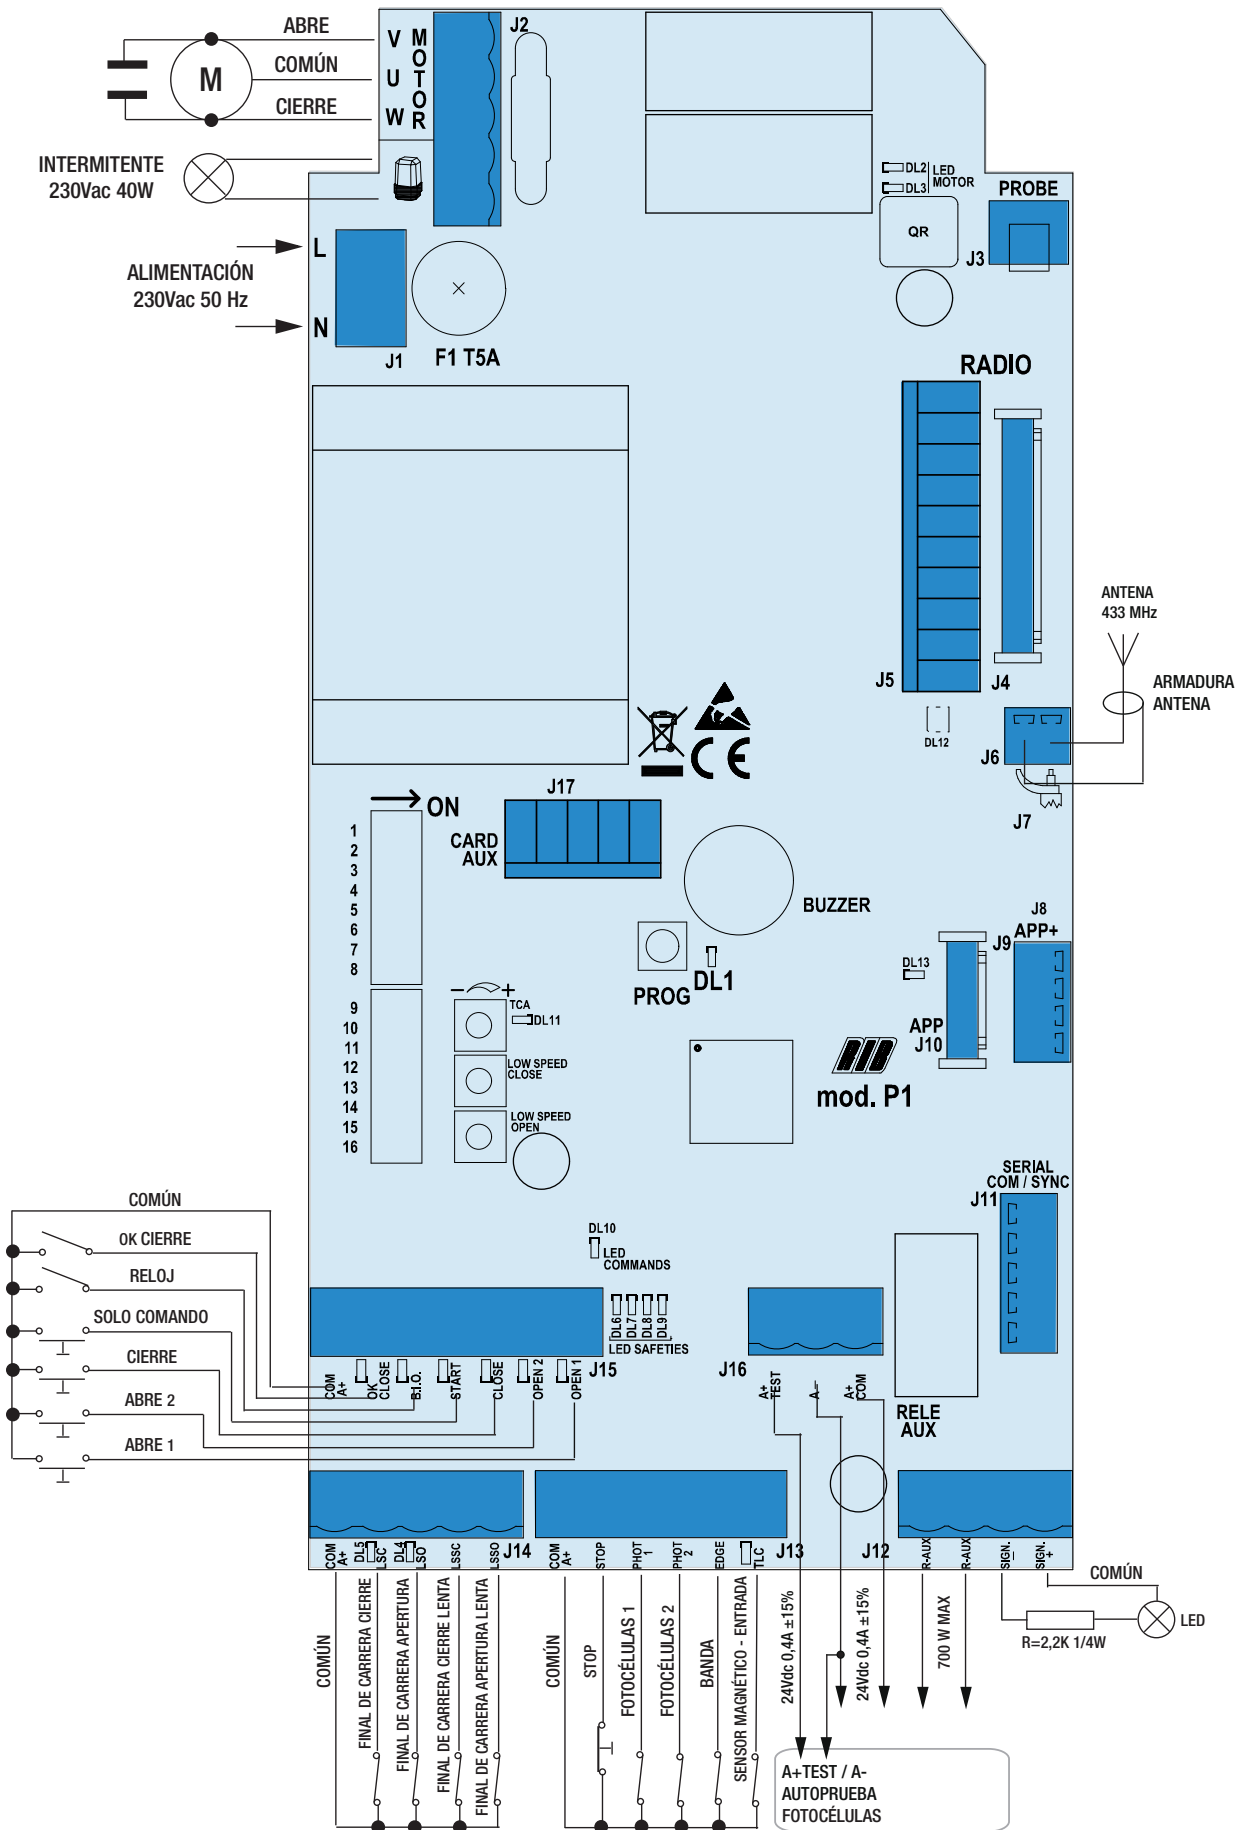 ABRE
COMÚN
CIERRE
M
V
U
W
MOTOR
J2
INTERMITENTE
230Vac 40W
L
ALIMENTACIÓN
230Vac 50 Hz
N
J1
F1 T5A
DL2
DL3
LED
MOTOR
QR
PROBE
J3
RADIO
J5
J4
DL12
ANTENA
433 MHz
ARMADURA
ANTENA
J6
J7
CE
ON
1
2
3
4
5
6
7
8
9
10
11
12
13
14
15
16
J17
CARD
AUX
BUZZER
PROG
DL1
- +
TCA
DL11
LOW SPEED
CLOSE
LOW SPEED
OPEN
J8
APP+
J9
DL13
APP
J10
RIB
mod. P1
SERIAL
COM / SYNC
J11
DL10
LED
COMMANDS
DL6
DL7
DL8
DL9
LED SAFETIES
COMÚN
OK CIERRE
RELOJ
SOLO COMANDO
CIERRE
ABRE 2
ABRE 1
J15
COM
A+
OK
CLOSE
B.I.O.
START
CLOSE
OPEN 2
OPEN 1
J16
A+
TEST
A-
A+
COM
RELE
AUX
J14
COM
A+
DL5
LSC
DL4
LSO
LSSC
LSSO
J13
COM
A+
STOP
PHOT
1
PHOT
2
EDGE
TLC
J12
R-AUX
R-AUX
SIGN.
-
SIGN.
+
COMÚN
LED
R=2,2K 1/4W
COMÚN
FINAL DE CARRERA CIERRE
FINAL DE CARRERA APERTURA
FINAL DE CARRERA CIERRE LENTA
FINAL DE CARRERA APERTURA LENTA
COMÚN
STOP
FOTOCÉLULAS 1
FOTOCÉLULAS 2
BANDA
SENSOR MAGNÉTICO - ENTRADA
24Vdc 0,4A ±15%
24Vdc 0,4A ±15%
700 W MAX
A+TEST / A-
AUTOPRUEBA
FOTOCÉLULAS